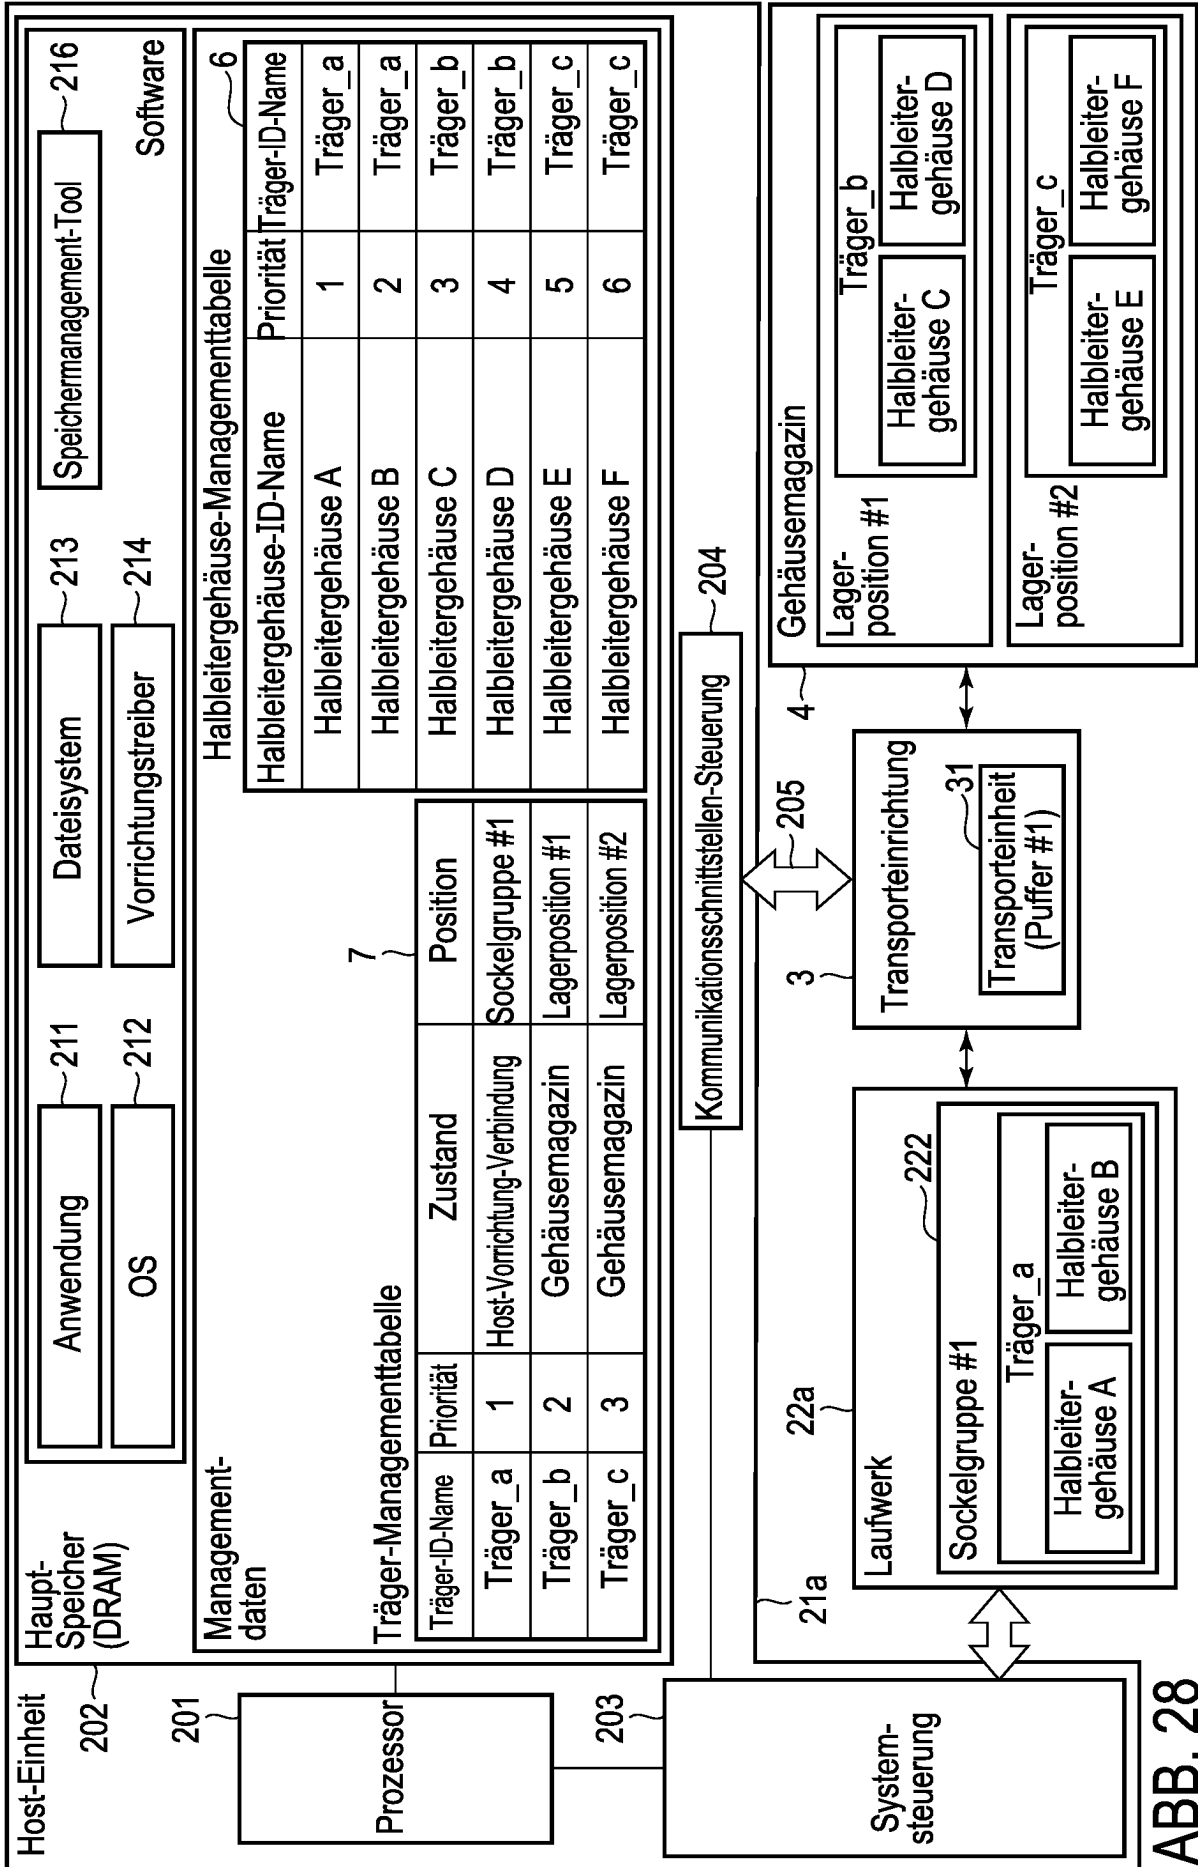 Host-Einheit
Haupt-
Speicher
(DRAM)
202
Anwendung
211
OS
212
Dateisystem
213
Vorrichtungstreiber
214
Speichermanagement-Tool
216
Software
Management-
daten
Träger-Managementtabelle
7
Träger-ID-Name Priorität Zustand Position
Träger_a 1 Host-Vorrichtung-Verbindung Sockelgruppe #1
Träger_b 2 Gehäusemagazin Lagerposition #1
Träger_c 3 Gehäusemagazin Lagerposition #2
Halbleitergehäuse-Managementtabelle
6
Halbleitergehäuse-ID-Name Priorität Träger-ID-Name
Halbleitergehäuse A 1 Träger_a
Halbleitergehäuse B 2 Träger_a
Halbleitergehäuse C 3 Träger_b
Halbleitergehäuse D 4 Träger_b
Halbleitergehäuse E 5 Träger_c
Halbleitergehäuse F 6 Träger_c
201
Prozessor
203
System-
steuerung
Kommunikationsschnittstellen-Steuerung
204
205
21a
22a
Laufwerk
222
Sockelgruppe #1
Träger_a
Halbleiter-
gehäuse A
Halbleiter-
gehäuse B
3
Transporteinrichtung
31
Transporteinheit
(Puffer #1)
4
Gehäusemagazin
Lager-
position #1
Träger_b
Halbleiter-
gehäuse C
Halbleiter-
gehäuse D
Lager-
position #2
Träger_c
Halbleiter-
gehäuse E
Halbleiter-
gehäuse F
ABB. 28